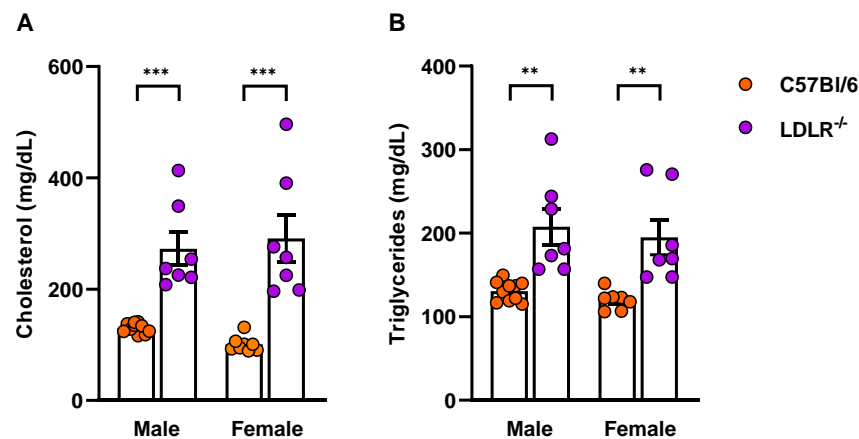 A
Cholesterol (mg/dL)
600
400
200
0
***
***
Male
Female
B
Triglycerides (mg/dL)
400
300
200
100
0
**
**
Male
Female
C57Bl/6
LDLR-/-